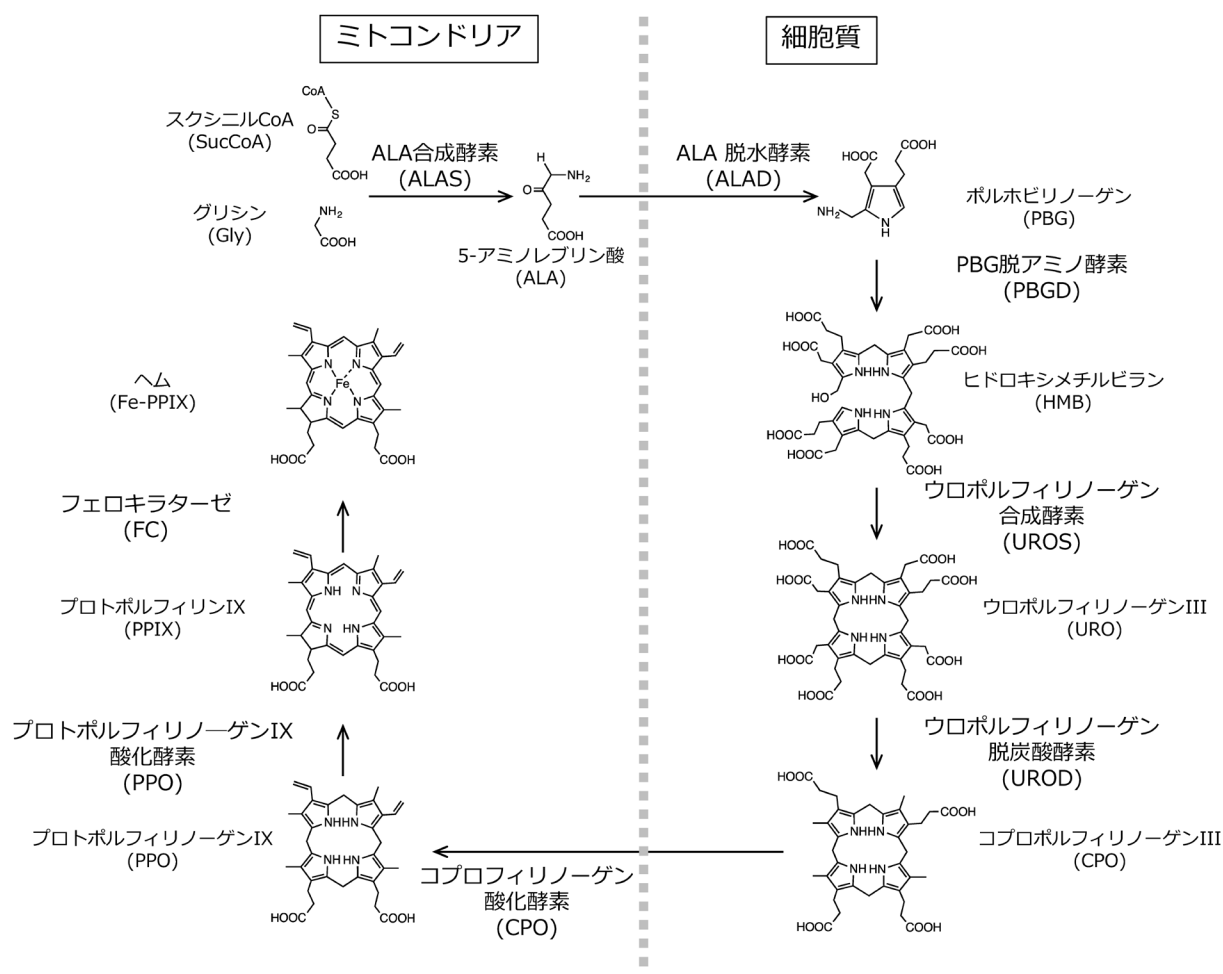 ミトコンドリア
細胞質
スクシニルCoA
(SucCoA)
CoA
S
O
COOH
グリシン
(Gly)
NH2
COOH
ALA合成酵素
(ALAS)
H
NH2
O
COOH
5-アミノレブリン酸
(ALA)
ALA 脱水酵素
(ALAD)
COOH
HOOC
NH2
N
H
ポルホビリノーゲン
(PBG)
PBG脱アミノ酵素
(PBGD)
HOOC
COOH
HOOC
COOH
NH HN
HO
NH HN
HOOC
COOH
HOOC
COOH
ヒドロキシメチルビラン
(HMB)
ウロポルフィリノーゲン
合成酵素
(UROS)
HOOC
COOH
HOOC
COOH
NH HN
NH HN
HOOC
COOH
HOOC
COOH
ウロポルフィリノーゲンIII
(URO)
ウロポルフィリノーゲン
脱炭酸酵素
(UROD)
HOOC
COOH
NH HN
NH HN
HOOC
COOH
コプロポルフィリノーゲンIII
(CPO)
コプロフィリノーゲン
酸化酵素
(CPO)
プロトポルフィリノーゲンIX
(PPO)
NH HN
NH HN
HOOC
COOH
プロトポルフィリノ―ゲンIX
酸化酵素
(PPO)
プロトポルフィリンIX
(PPIX)
NH N
N HN
HOOC
COOH
フェロキラターゼ
(FC)
ヘム
(Fe-PPIX)
N N
Fe
N N
HOOC
COOH